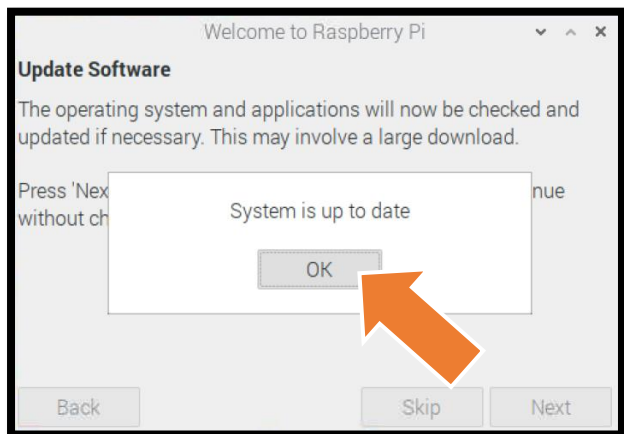 Welcome to Raspberry Pi
Update Software
The operating system and applications will now be checked and
updated if necessary. This may involve a large download.
Press 'Nex nue
without ch
System is up to date
OK
Back Skip Next